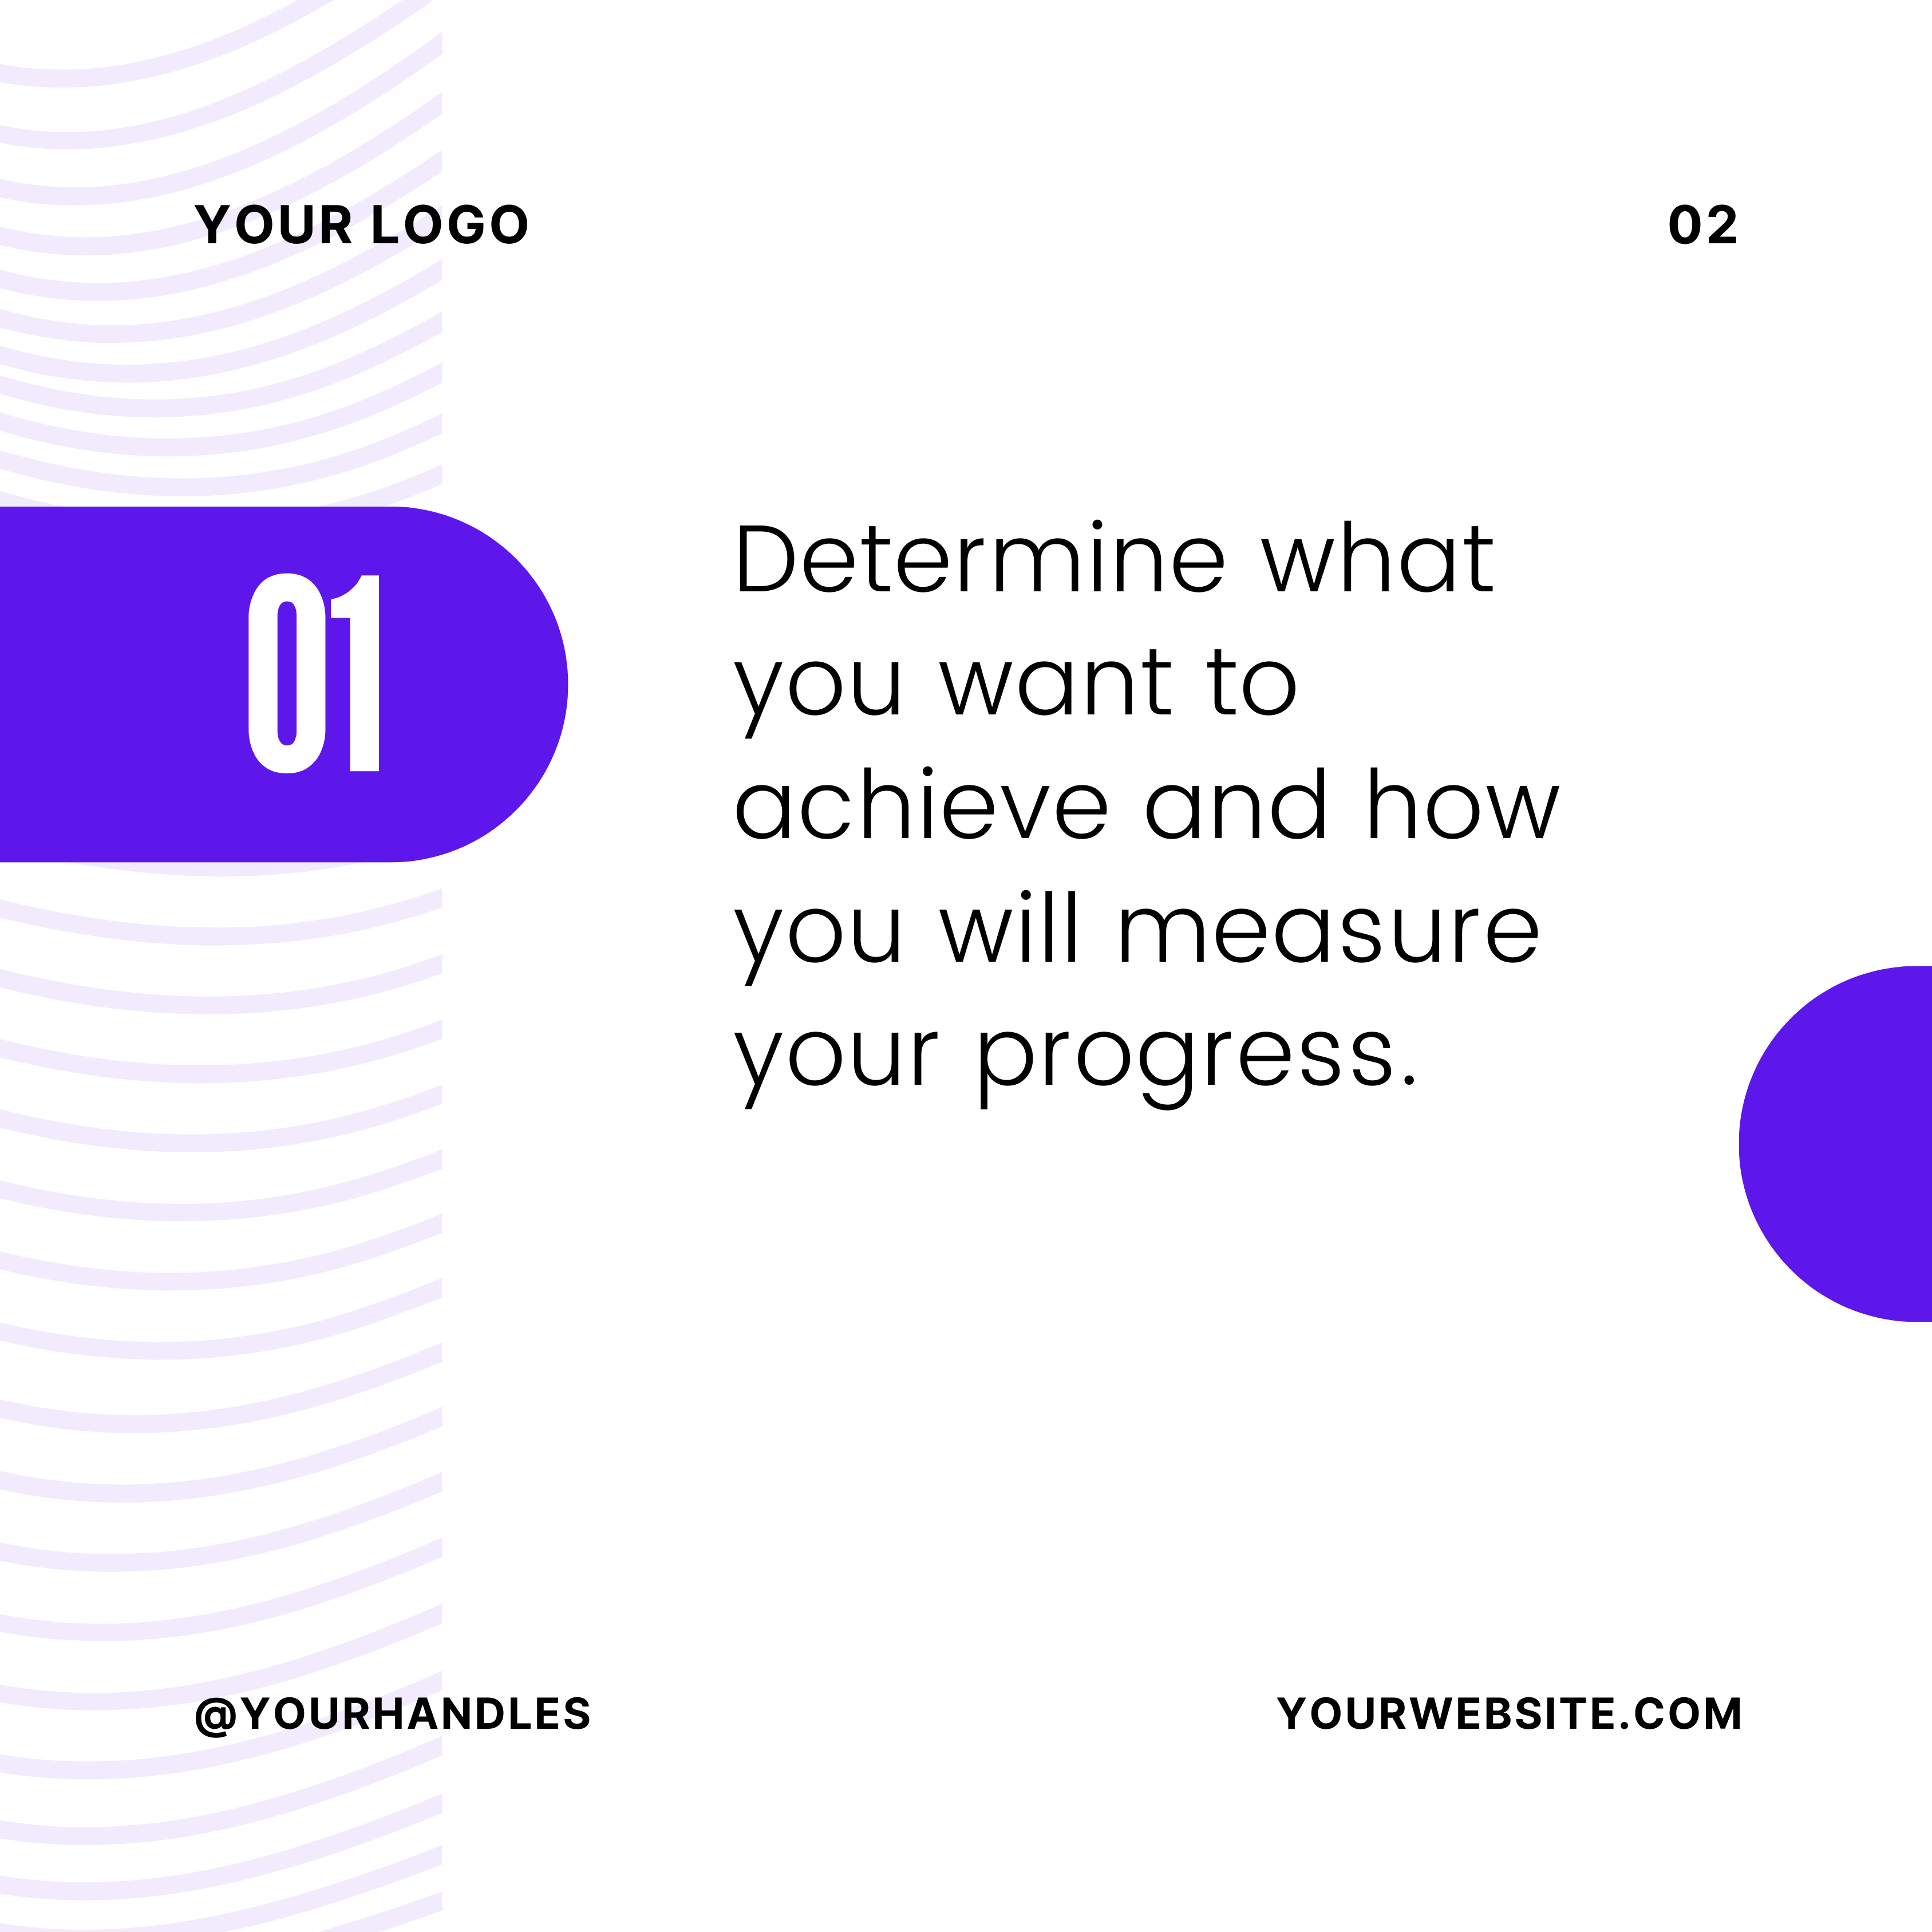 YOUR LOGO
02
01
Determine what
you want to
achieve and how
you will measure
your progress.
@YOURHANDLES
YOURWEBSITE.COM